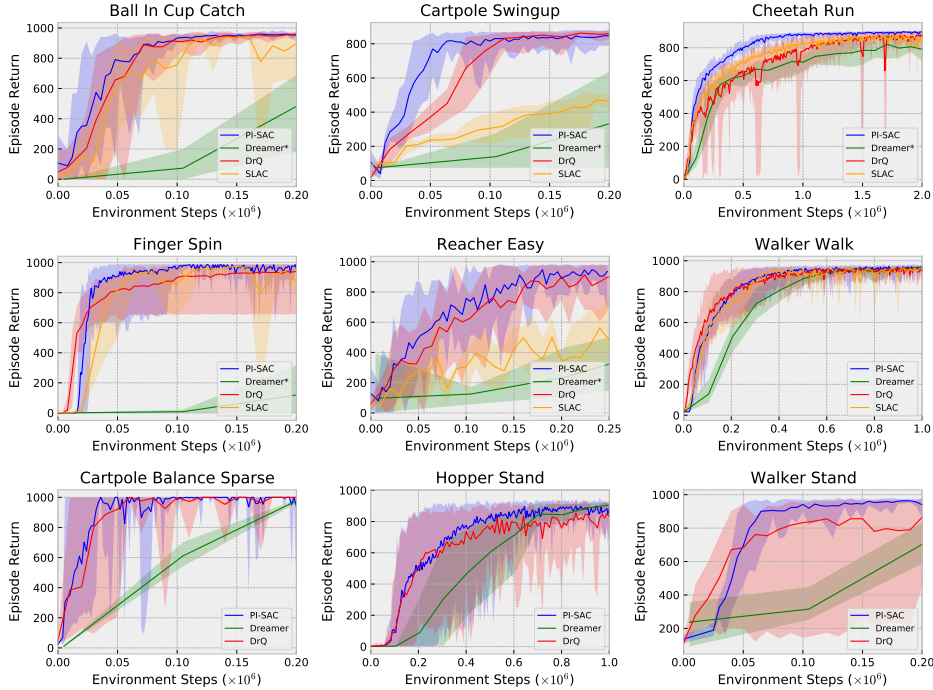 Ball In Cup Catch
Episode Return
1000
800
600
400
200
0
0.00 0.05 0.10 0.15 0.20
Environment Steps (×10⁶)
PI-SAC
Dreamer*
DrQ
SLAC
Cartpole Swingup
Episode Return
800
600
400
200
0
0.00 0.05 0.10 0.15 0.20
Environment Steps (×10⁶)
PI-SAC
Dreamer*
DrQ
SLAC
Cheetah Run
Episode Return
800
600
400
200
0
0.0 0.5 1.0 1.5 2.0
Environment Steps (×10⁶)
PI-SAC
Dreamer*
DrQ
SLAC
Finger Spin
Episode Return
1000
800
600
400
200
0
0.00 0.05 0.10 0.15 0.20
Environment Steps (×10⁶)
PI-SAC
Dreamer*
DrQ
SLAC
Reacher Easy
Episode Return
1000
800
600
400
200
0
0.00 0.05 0.10 0.15 0.20 0.25
Environment Steps (×10⁶)
PI-SAC
Dreamer*
DrQ
SLAC
Walker Walk
Episode Return
1000
800
600
400
200
0
0.0 0.2 0.4 0.6 0.8 1.0
Environment Steps (×10⁶)
PI-SAC
Dreamer
DrQ
SLAC
Cartpole Balance Sparse
Episode Return
1000
800
600
400
200
0
0.00 0.05 0.10 0.15 0.20
Environment Steps (×10⁶)
PI-SAC
Dreamer
DrQ
Hopper Stand
Episode Return
1000
800
600
400
200
0
0.0 0.2 0.4 0.6 0.8 1.0
Environment Steps (×10⁶)
PI-SAC
Dreamer
DrQ
Walker Stand
Episode Return
1000
800
600
400
200
0.00 0.05 0.10 0.15 0.20
Environment Steps (×10⁶)
PI-SAC
Dreamer
DrQ